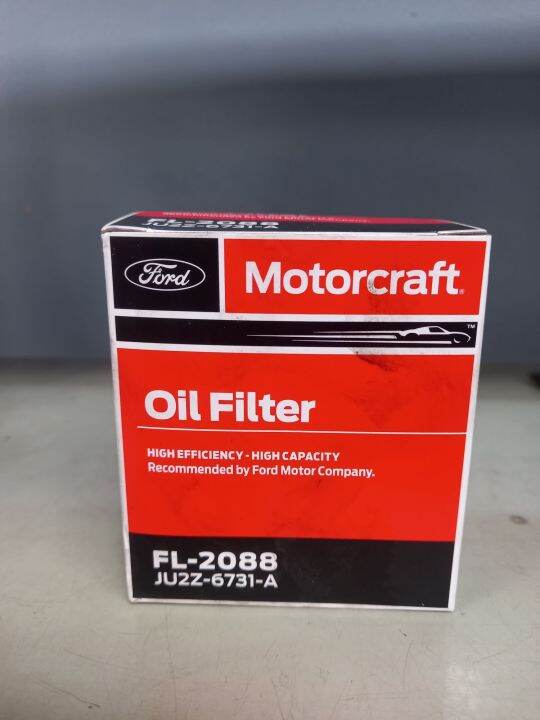 FL-2088
JU2Z-6731-A
Ford
Motorcraft®
™
Oil Filter
HIGH EFFICIENCY - HIGH CAPACITY
Recommended by Ford Motor Company.
FL-2088
JU2Z-6731-A